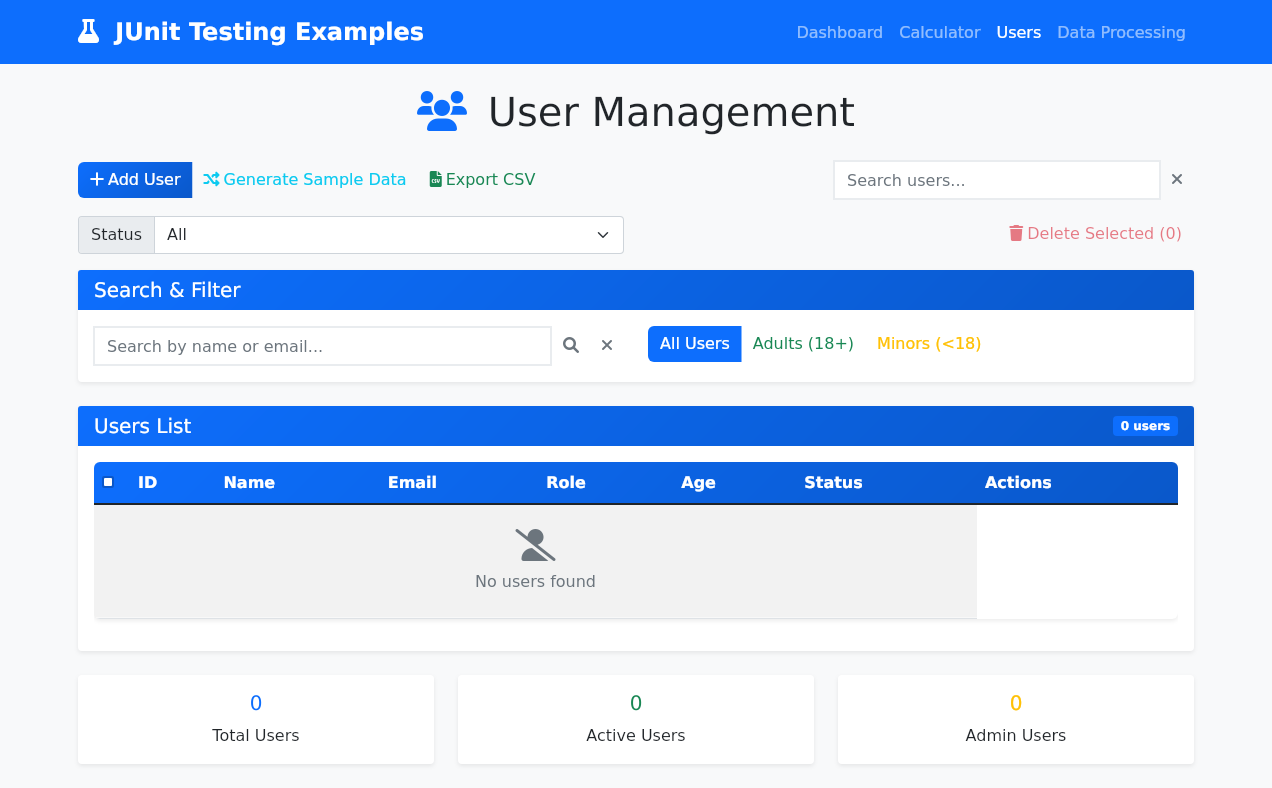 JUnit Testing Examples
Dashboard Calculator Users Data Processing
User Management
Add User Generate Sample Data Export CSV Search users...
Status All Delete Selected (0)
Search & Filter
Search by name or email... All Users Adults (18+) Minors (<18)
Users List 0 users
ID Name Email Role Age Status Actions
No users found
0 0 0
Total Users Active Users Admin Users